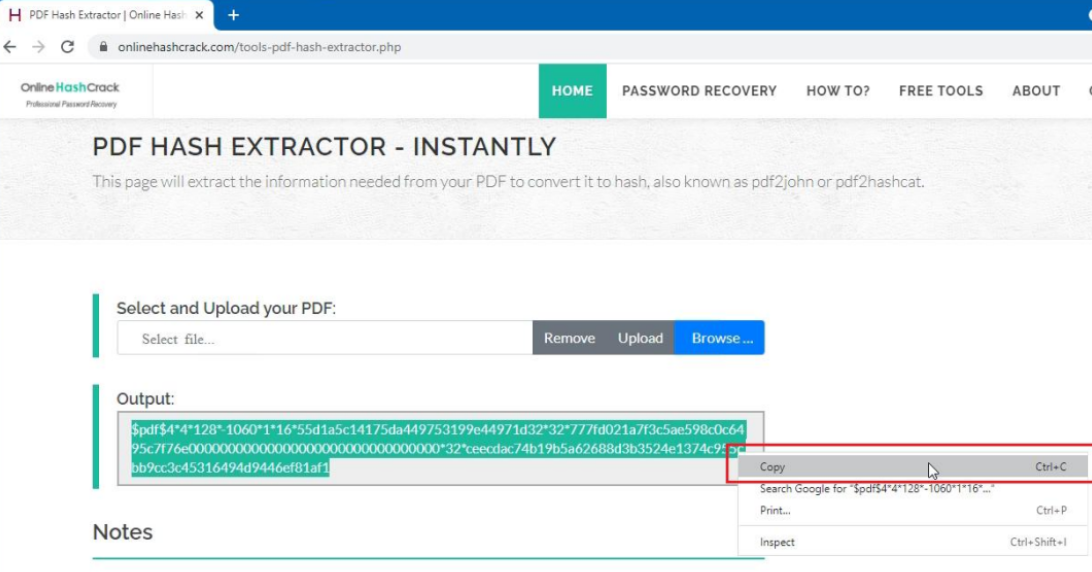 PDF Hash Extractor | Online Hash
onlinehashcrack.com/tools-pdf-hash-extractor.php
Online HashCrack
Professional Password Recovery
HOME PASSWORD RECOVERY HOW TO? FREE TOOLS ABOUT
PDF HASH EXTRACTOR - INSTANTLY
This page will extract the information needed from your PDF to convert it to hash, also known as pdf2john or pdf2hashcat.
Select and Upload your PDF:
Select file... Remove Upload Browse ...
Output:
$pdf$4*4*128*-1060*1*16*55d1a5c14175da449753199e44971d32*32*777fd021a7f3c5ae598c0c64
95c7f76e00000000000000000000000000000000*32*ceecdac74b19b5a62688d3b3524e1374c955c
bb9cc3c45316494d9446ef81af1
Copy Ctrl+C
Search Google for "$pdf$4*4*128*-1060*1*16*..."
Print... Ctrl+P
Inspect Ctrl+Shift+I
Notes